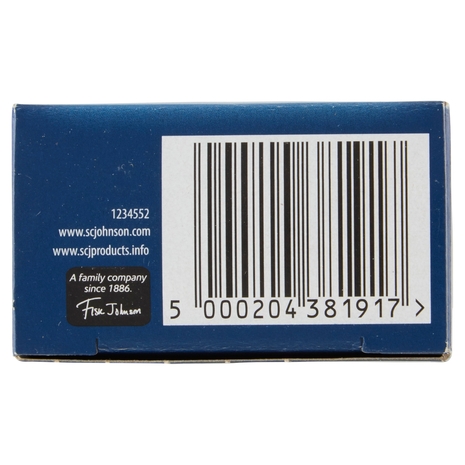 1234552
www.scjohnson.com
www.scjproducts.info
A family company
since 1886.
Fisk Johnson
5 000204 381917 >